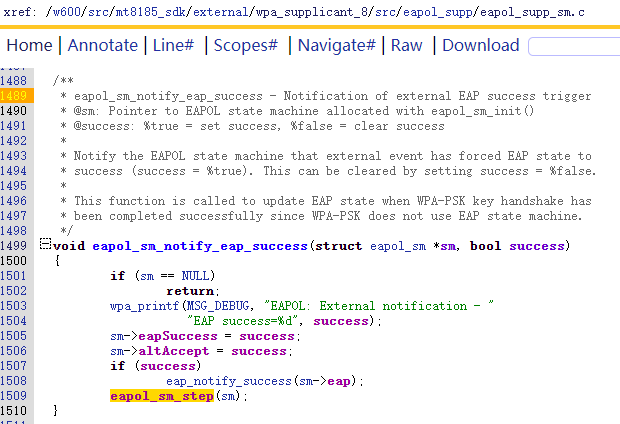 xref: /w600/src/mt8185_sdk/external/wpa_supplicant_8/src/eapol_supp/eapol_supp_sm.c
Home | Annotate | Line# | Scopes# | Navigate# | Raw | Download
1488 /**
1489  * eapol_sm_notify_eap_success - Notification of external EAP success trigger
1490  * @sm: Pointer to EAPOL state machine allocated with eapol_sm_init()
1491  * @success: %true = set success, %false = clear success
1492  *
1493  * Notify the EAPOL state machine that external event has forced EAP state to
1494  * success (success = %true). This can be cleared by setting success = %false.
1495  *
1496  * This function is called to update EAP state when WPA-PSK key handshake has
1497  * been completed successfully since WPA-PSK does not use EAP state machine.
1498  */
1499 void eapol_sm_notify_eap_success(struct eapol_sm *sm, bool success)
1500 {
1501 if (sm == NULL)
1502 return;
1503 wpa_printf(MSG_DEBUG, "EAPOL: External notification - "
1504 "EAP success=%d", success);
1505 sm->eapSuccess = success;
1506 sm->altAccept = success;
1507 if (success)
1508 eap_notify_success(sm->eap);
1509 eapol_sm_step(sm);
1510 }